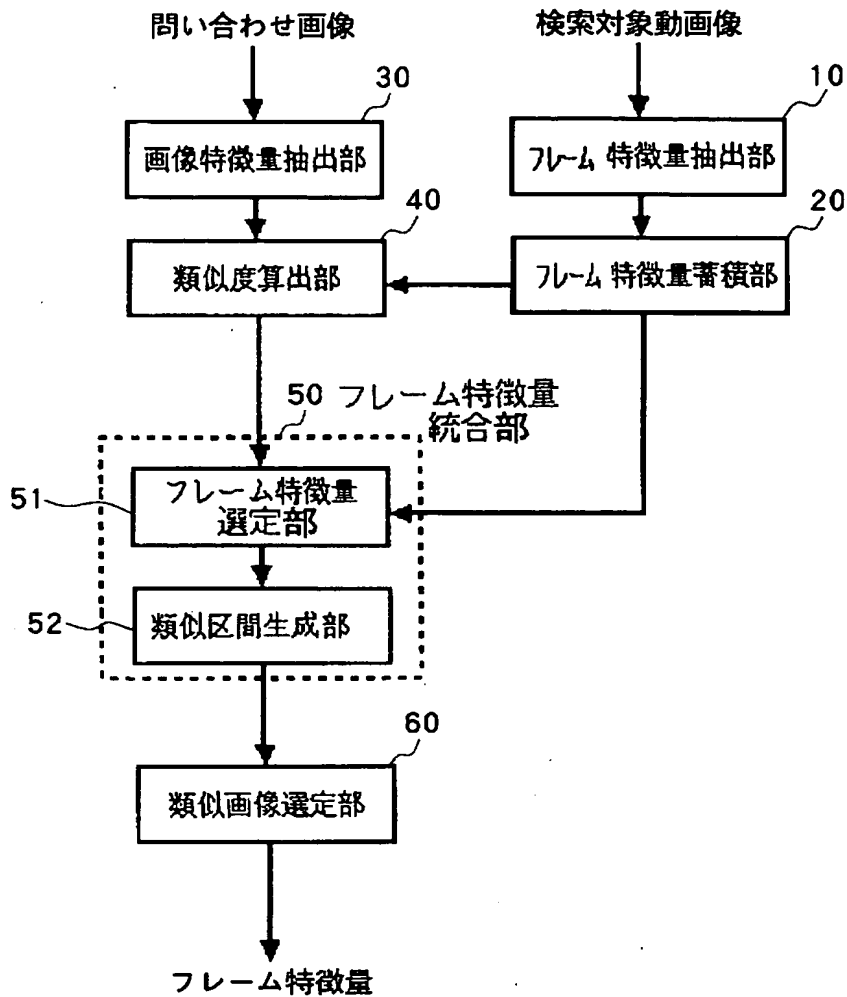 問い合わせ画像
検索対象動画像
30
10
画像特徴量抽出部
フレーム 特徴量抽出部
40
20
類似度算出部
フレーム 特徴量蓄積部
50 フレーム特徴量
統合部
51
フレーム特徴量
選定部
52
類似区間生成部
60
類似画像選定部
フレーム特徴量